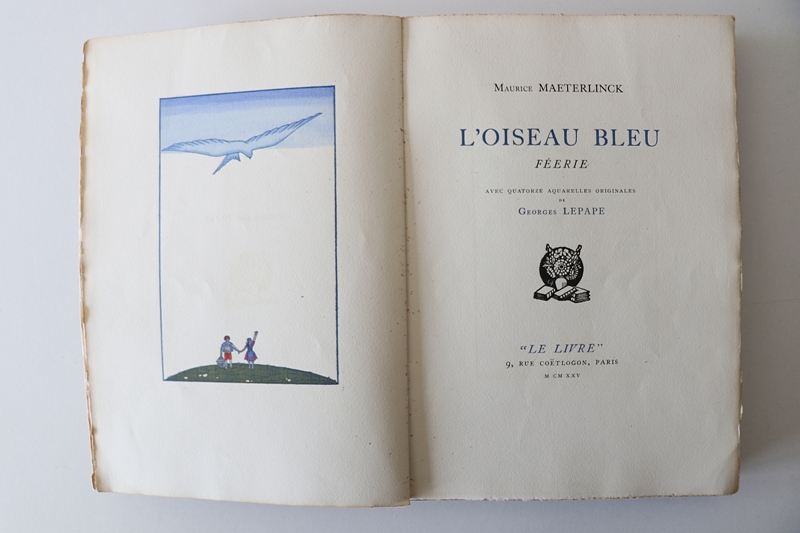 Maurice MAETERLINCK
L'OISEAU BLEU
FÉERIE
AVEC QUATORZE AQUARELLES ORIGINALES
DE
Georges LEPAPE
"LE LIVRE"
9, RUE COËTLOGON, PARIS
M CM XXV